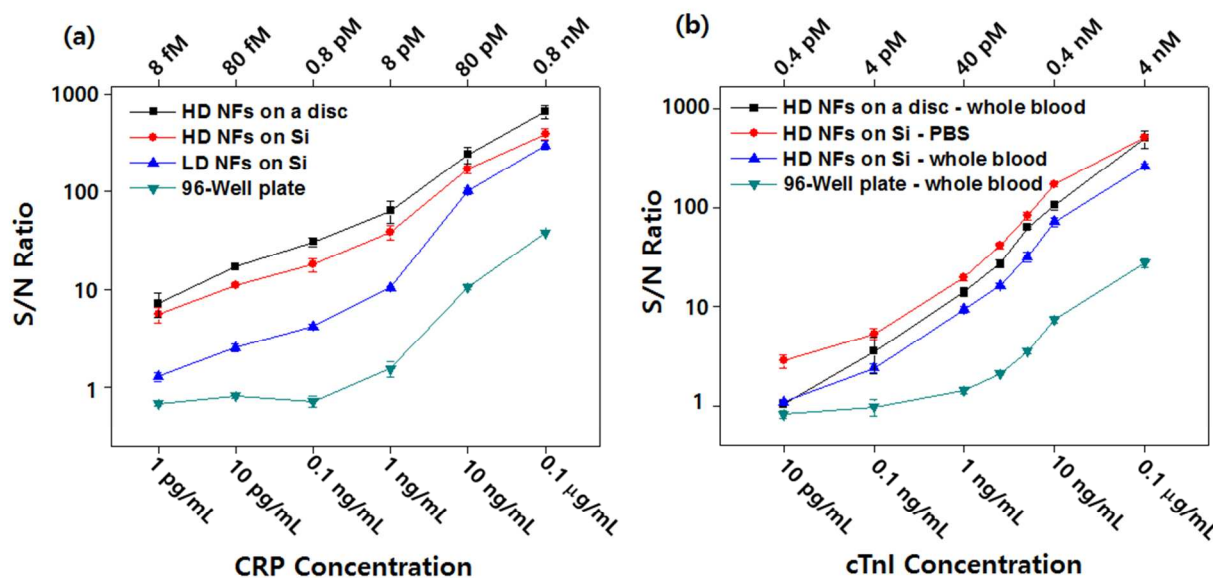 (a)
8 fM
80 fM
0.8 pM
8 pM
80 pM
0.8 nM
1000
100
10
1
S/N Ratio
HD NFs on a disc
HD NFs on Si
LD NFs on Si
96-Well plate
1 pg/mL
10 pg/mL
0.1 ng/mL
1 ng/mL
10 ng/mL
0.1 μg/mL
CRP Concentration
(b)
0.4 pM
4 pM
40 pM
0.4 nM
4 nM
1000
100
10
1
S/N Ratio
HD NFs on a disc - whole blood
HD NFs on Si - PBS
HD NFs on Si - whole blood
96-Well plate - whole blood
10 pg/mL
0.1 ng/mL
1 ng/mL
10 ng/mL
0.1 μg/mL
cTnI Concentration